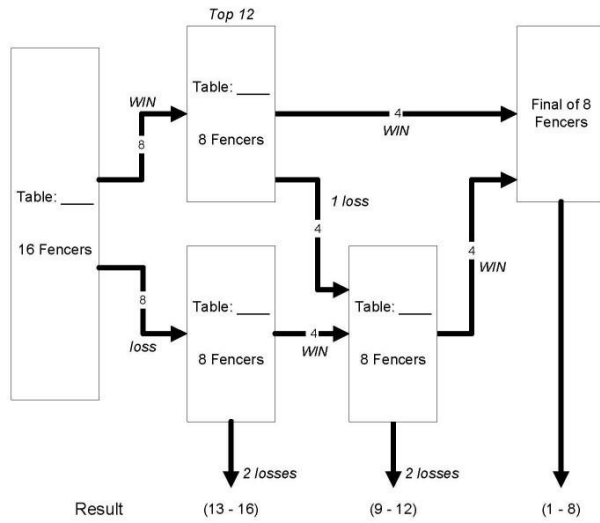 Top 12
WIN
8
Table: ____
8 Fencers
4
WIN
Final of 8
Fencers
Table: ____
16 Fencers
1 loss
4
8
loss
Table: ____
8 Fencers
4
WIN
Table: ____
8 Fencers
4
WIN
2 losses
2 losses
Result
(13 - 16)
(9 - 12)
(1 - 8)